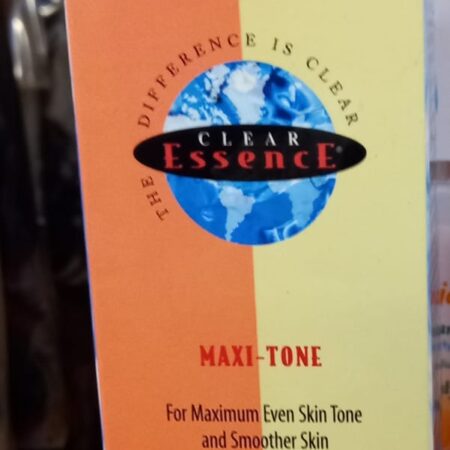 THE DIFFERENCE IS CLEAR
CLEAR
EssencE®
MAXI-TONE
For Maximum Even Skin Tone
and Smoother Skin